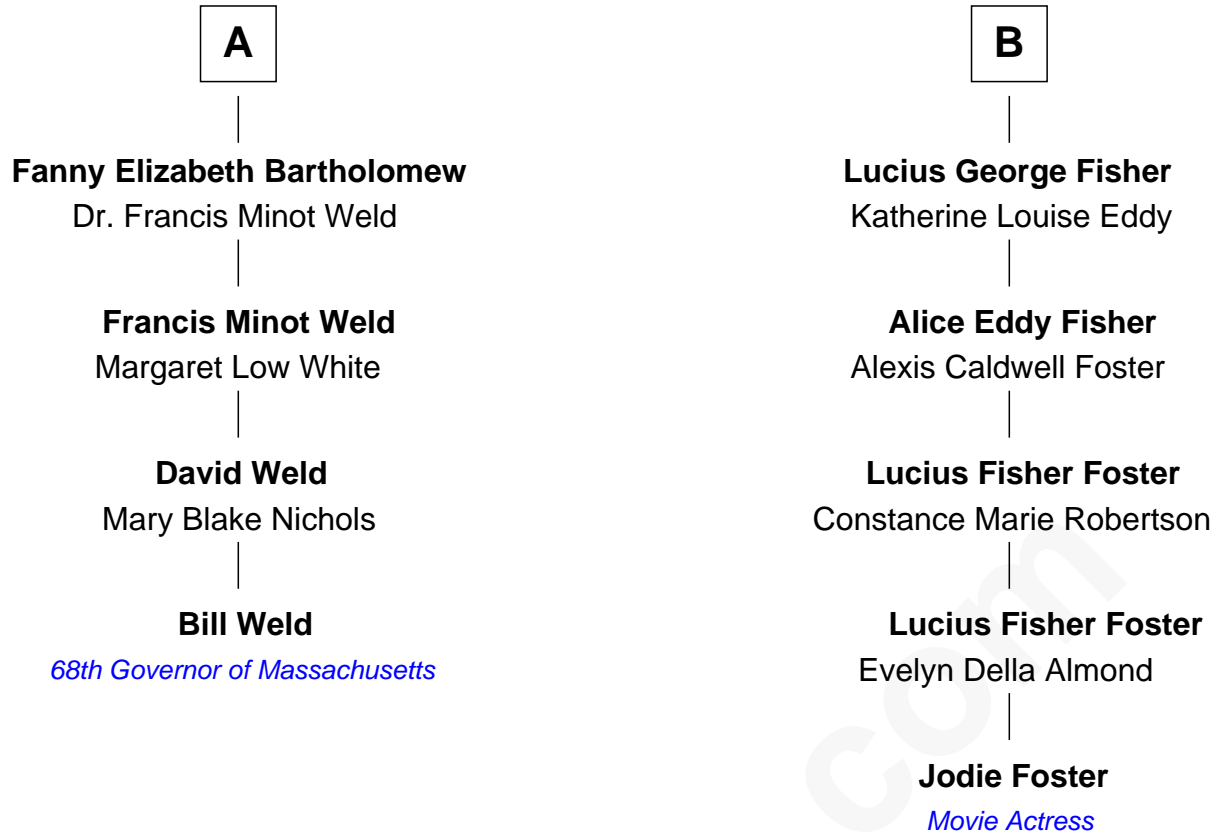 A
Fanny Elizabeth Bartholomew
Dr. Francis Minot Weld
Francis Minot Weld
Margaret Low White
David Weld
Mary Blake Nichols
Bill Weld
68th Governor of Massachusetts
B
Lucius George Fisher
Katherine Louise Eddy
Alice Eddy Fisher
Alexis Caldwell Foster
Lucius Fisher Foster
Constance Marie Robertson
Lucius Fisher Foster
Evelyn Della Almond
Jodie Foster
Movie Actress
com